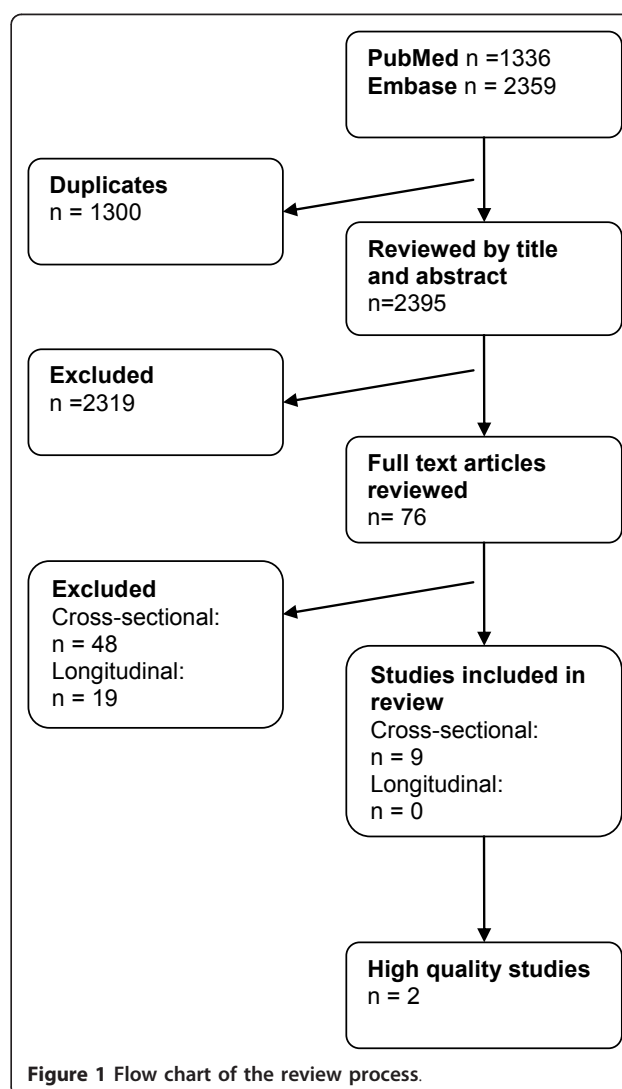 PubMed n =1336
Embase n = 2359
Duplicates
n = 1300
Reviewed by title
and abstract
n=2395
Excluded
n =2319
Full text articles
reviewed
n= 76
Excluded
Cross-sectional:
n = 48
Longitudinal:
n = 19
Studies included in
review
Cross-sectional:
n = 9
Longitudinal:
n = 0
High quality studies
n = 2
Figure 1 Flow chart of the review process.